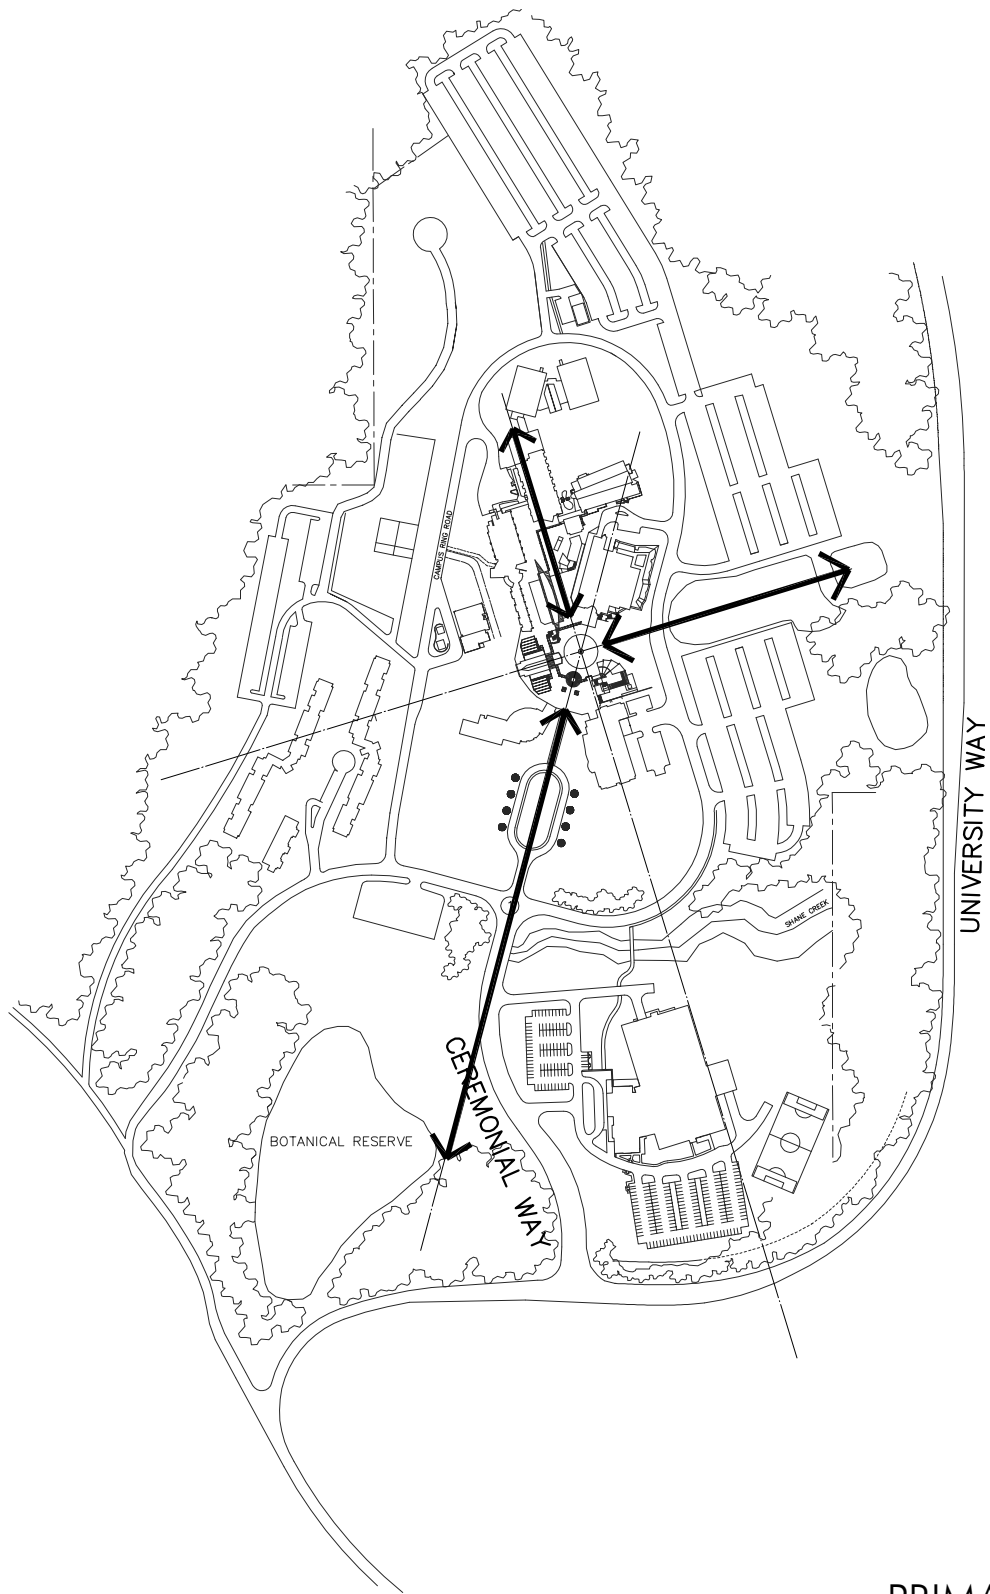 CAMPUS RING ROAD
UNIVERSITY WAY
SHANE CREEK
CEREMONIAL WAY
BOTANICAL RESERVE